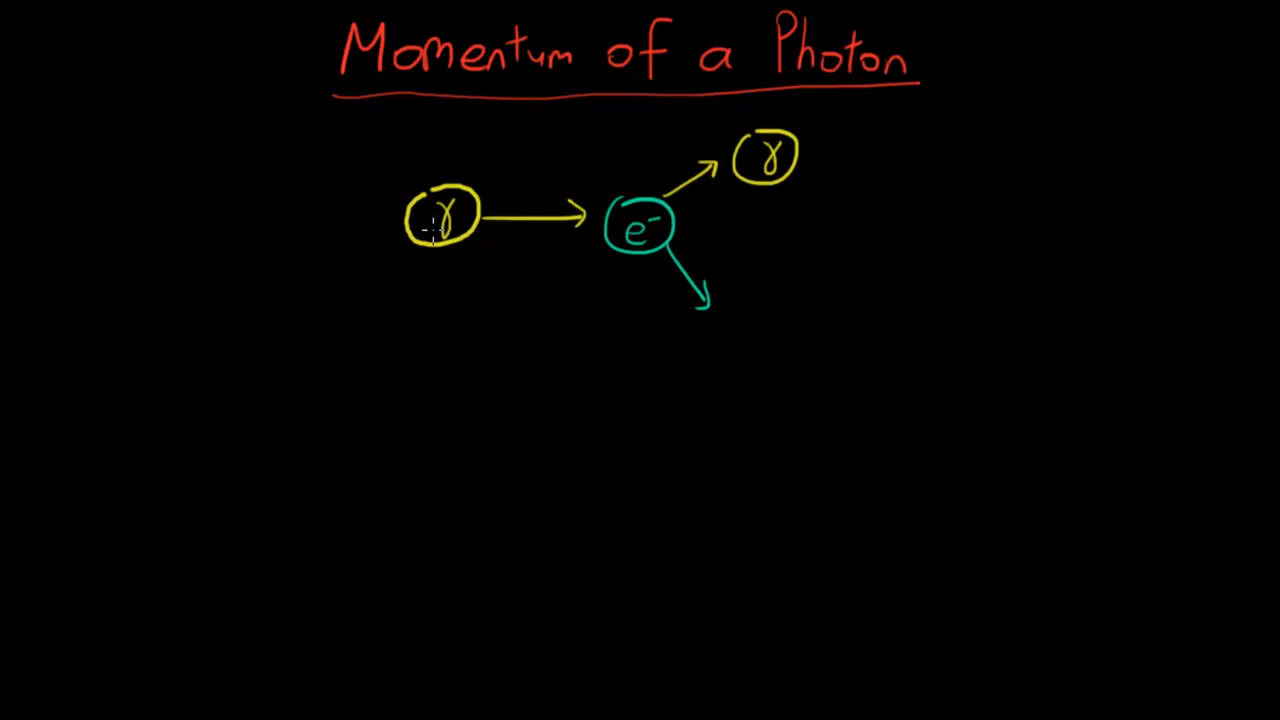 Momentum of a Photon
γ
γ
e⁻